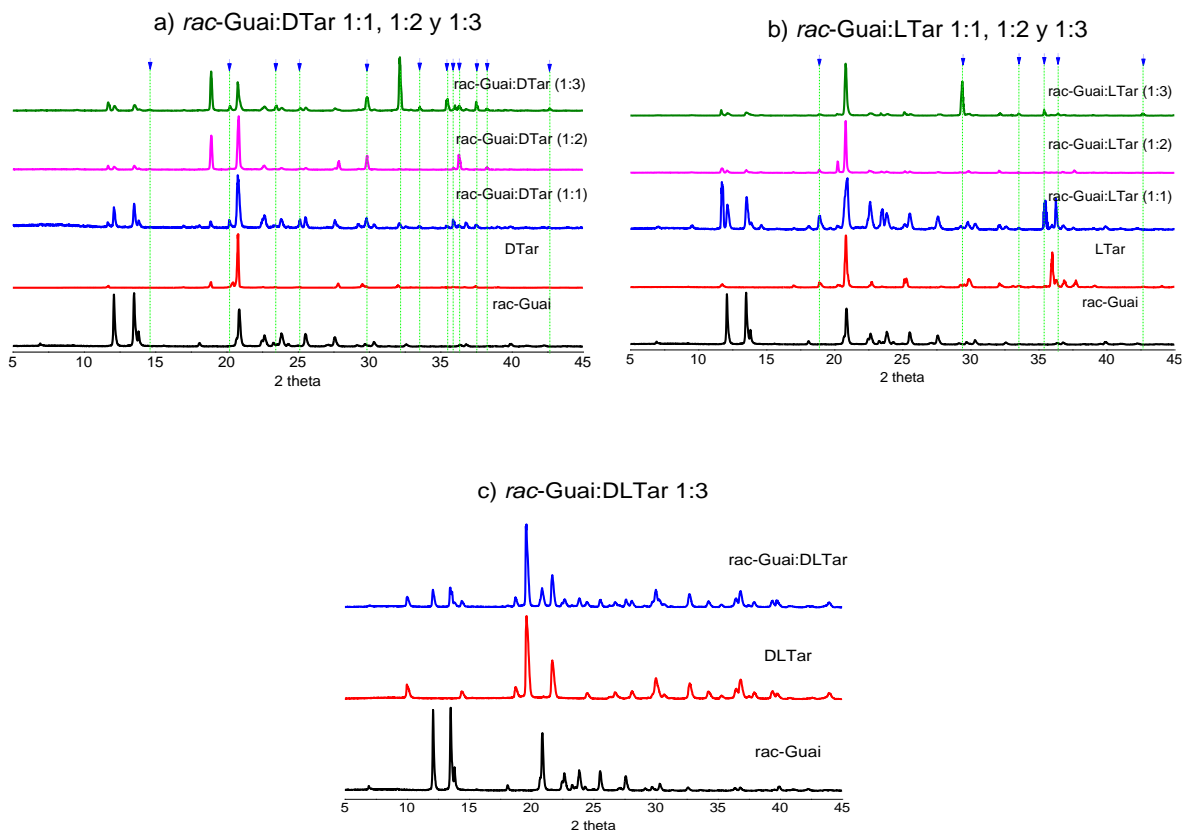 a) rac-Guai:DTar 1:1, 1:2 y 1:3
rac-Guai:DTar (1:3)
rac-Guai:DTar (1:2)
rac-Guai:DTar (1:1)
DTar
rac-Guai
5 10 15 20 25 30 35 40 45
2 theta
b) rac-Guai:LTar 1:1, 1:2 y 1:3
rac-Guai:LTar (1:3)
rac-Guai:LTar (1:2)
rac-Guai:LTar (1:1)
LTar
rac-Guai
5 10 15 20 25 30 35 40 45
2 theta
c) rac-Guai:DLTar 1:3
rac-Guai:DLTar
DLTar
rac-Guai
5 10 15 20 25 30 35 40 45
2 theta